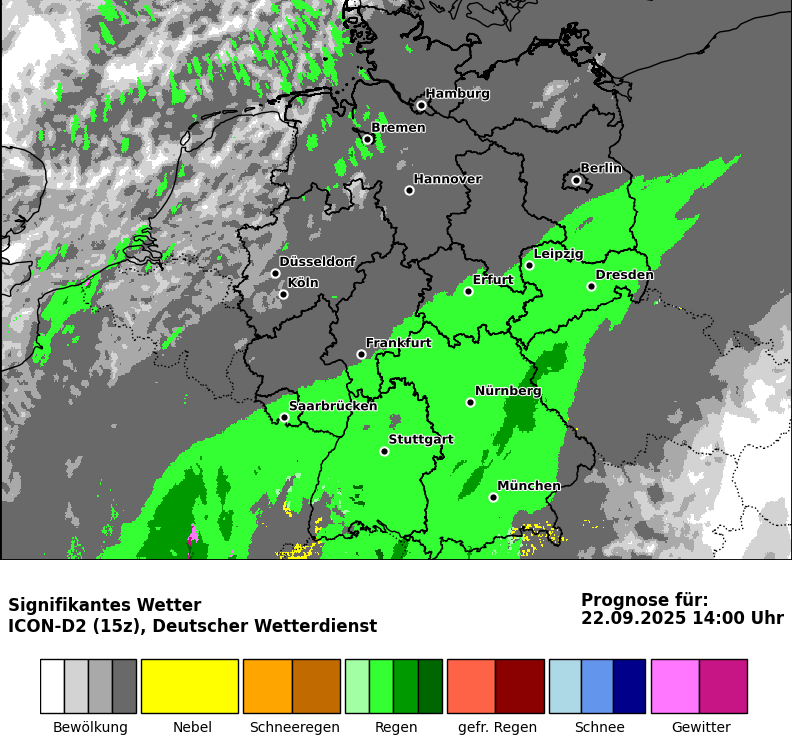 Hamburg
Bremen
Berlin
Hannover
Leipzig
Düsseldorf
Dresden
Köln
Erfurt
Frankfurt
Nürnberg
Saarbrücken
Stuttgart
München
Signifikantes Wetter
ICON-D2 (15z), Deutscher Wetterdienst
Prognose für:
22.09.2025 14:00 Uhr
Bewölkung Nebel Schneeregen Regen gefr. Regen Schnee Gewitter